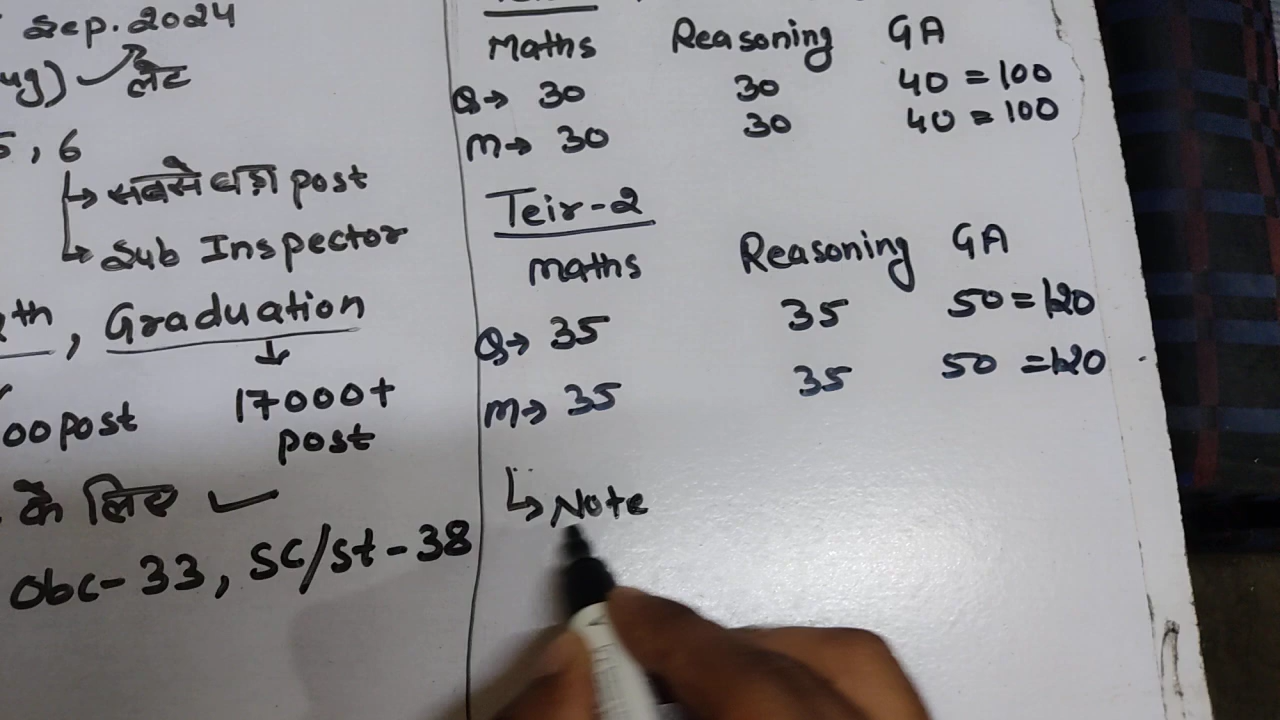 Sep. 2024
ug) लेट
5, 6
↳ सबसे बड़ा post
↳ Sub Inspector
th, Graduation
↓
00 post 17000+
post
के लिए ✓
Obc-33, SC/St-38
Maths Reasoning GA
Q→ 30 30 40 = 100
M→ 30 30 40 = 100
Teir-2
Maths Reasoning GA
Q→ 35 35 50 = 120
M→ 35 35 50 = 120
↳ Note